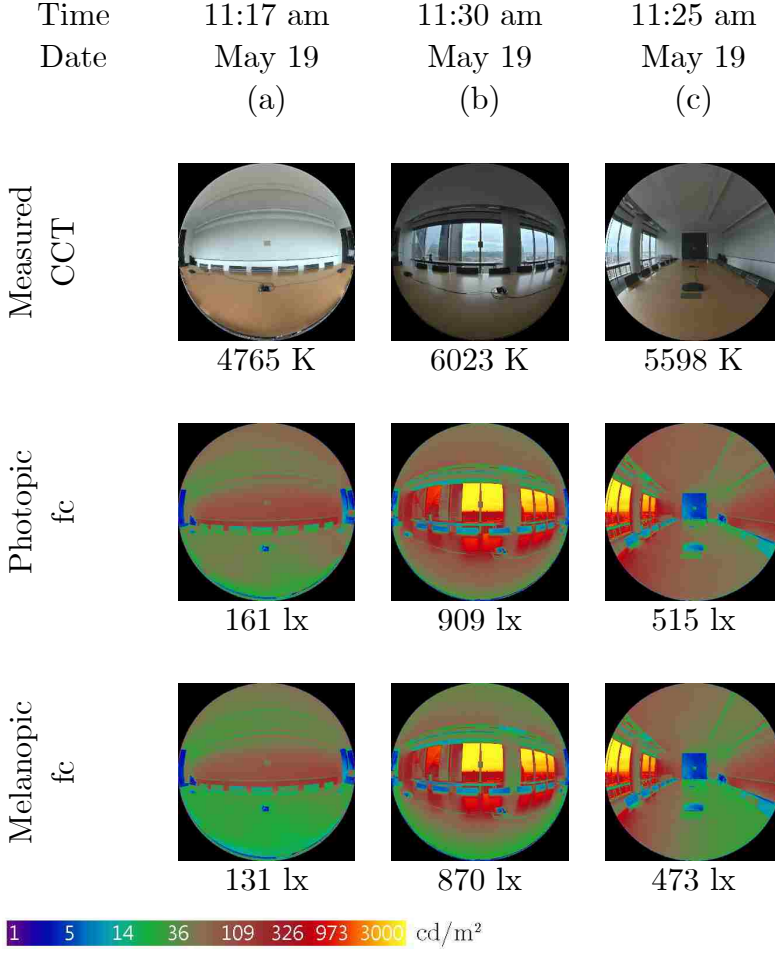 Time 11:17 am 11:30 am 11:25 am
Date May 19 May 19 May 19
(a) (b) (c)
Measured
CCT
4765 K 6023 K 5598 K
Photopic
fc
161 lx 909 lx 515 lx
Melanopic
fc
131 lx 870 lx 473 lx
1 5 14 36 109 326 973 3000 cd/m²